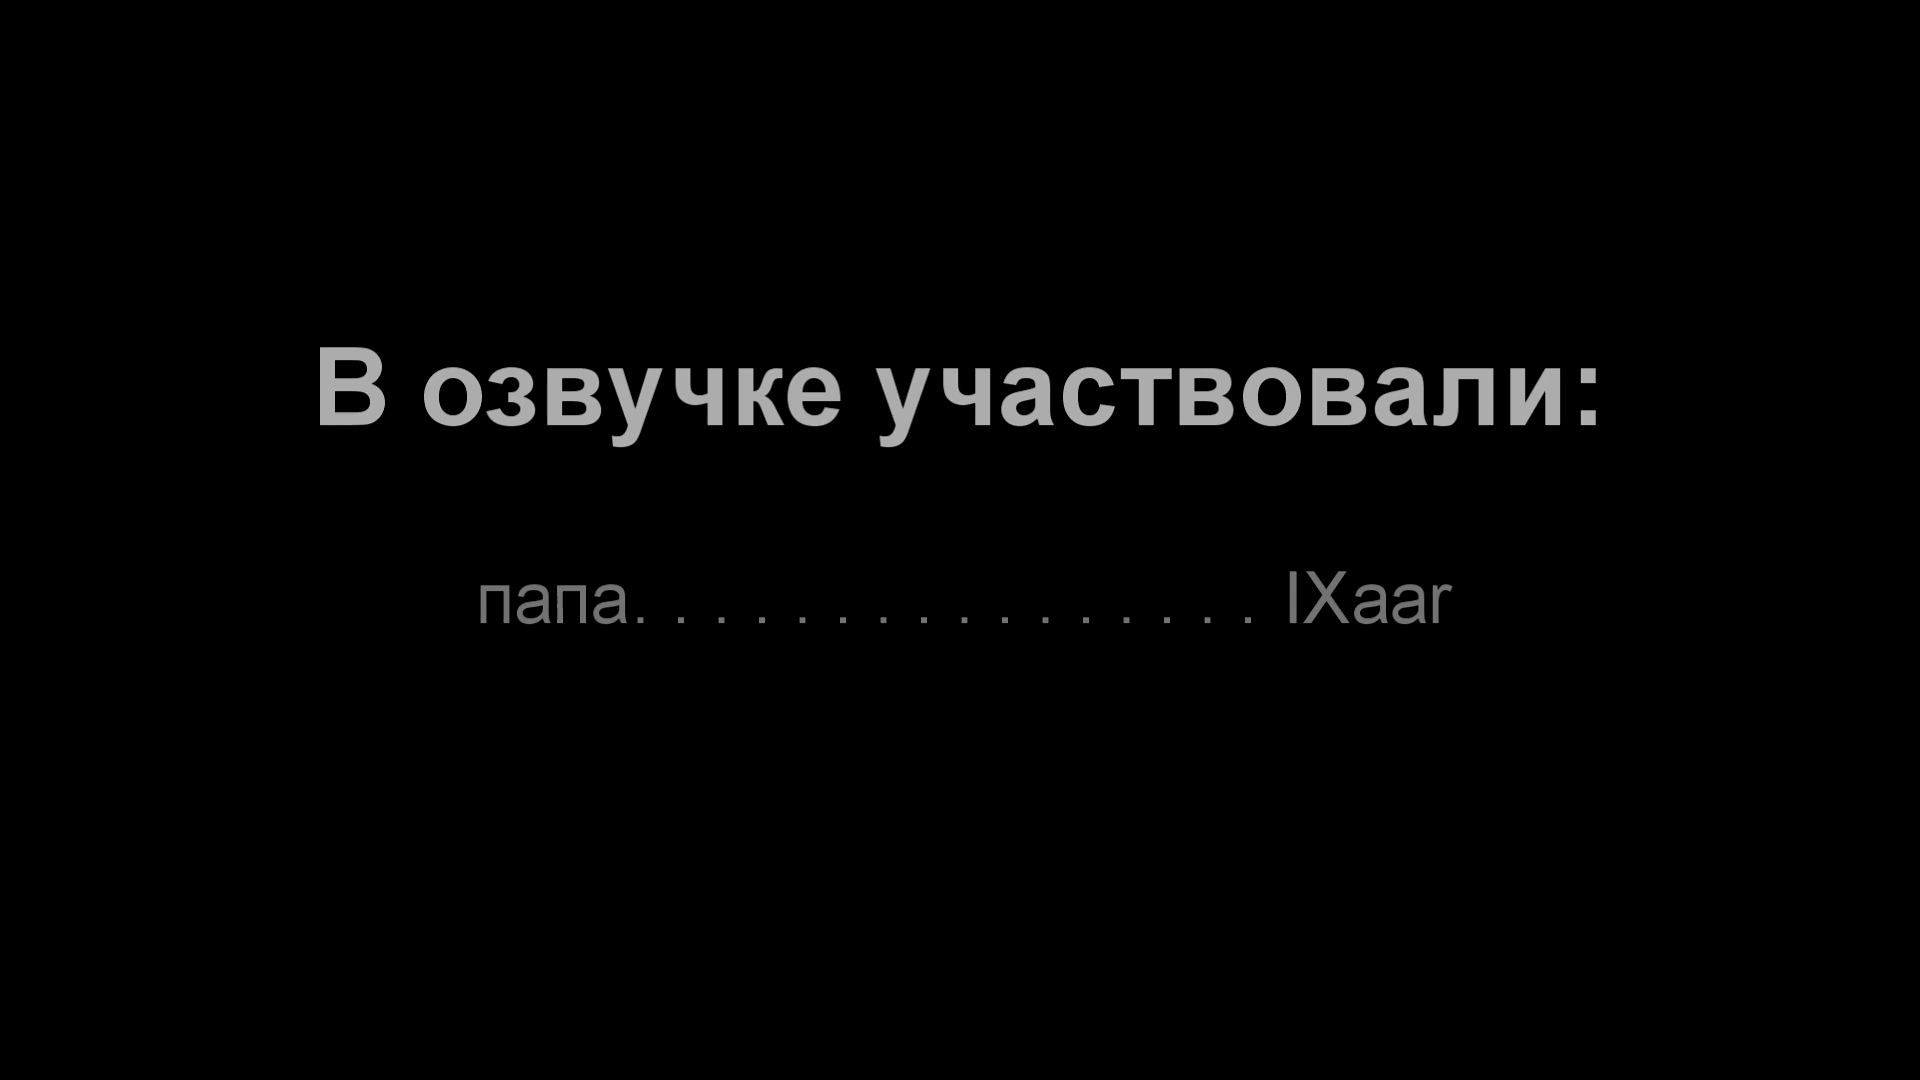 В озвучке участвовали:
папа. . . . . . . . . . . . . . . . IXaar